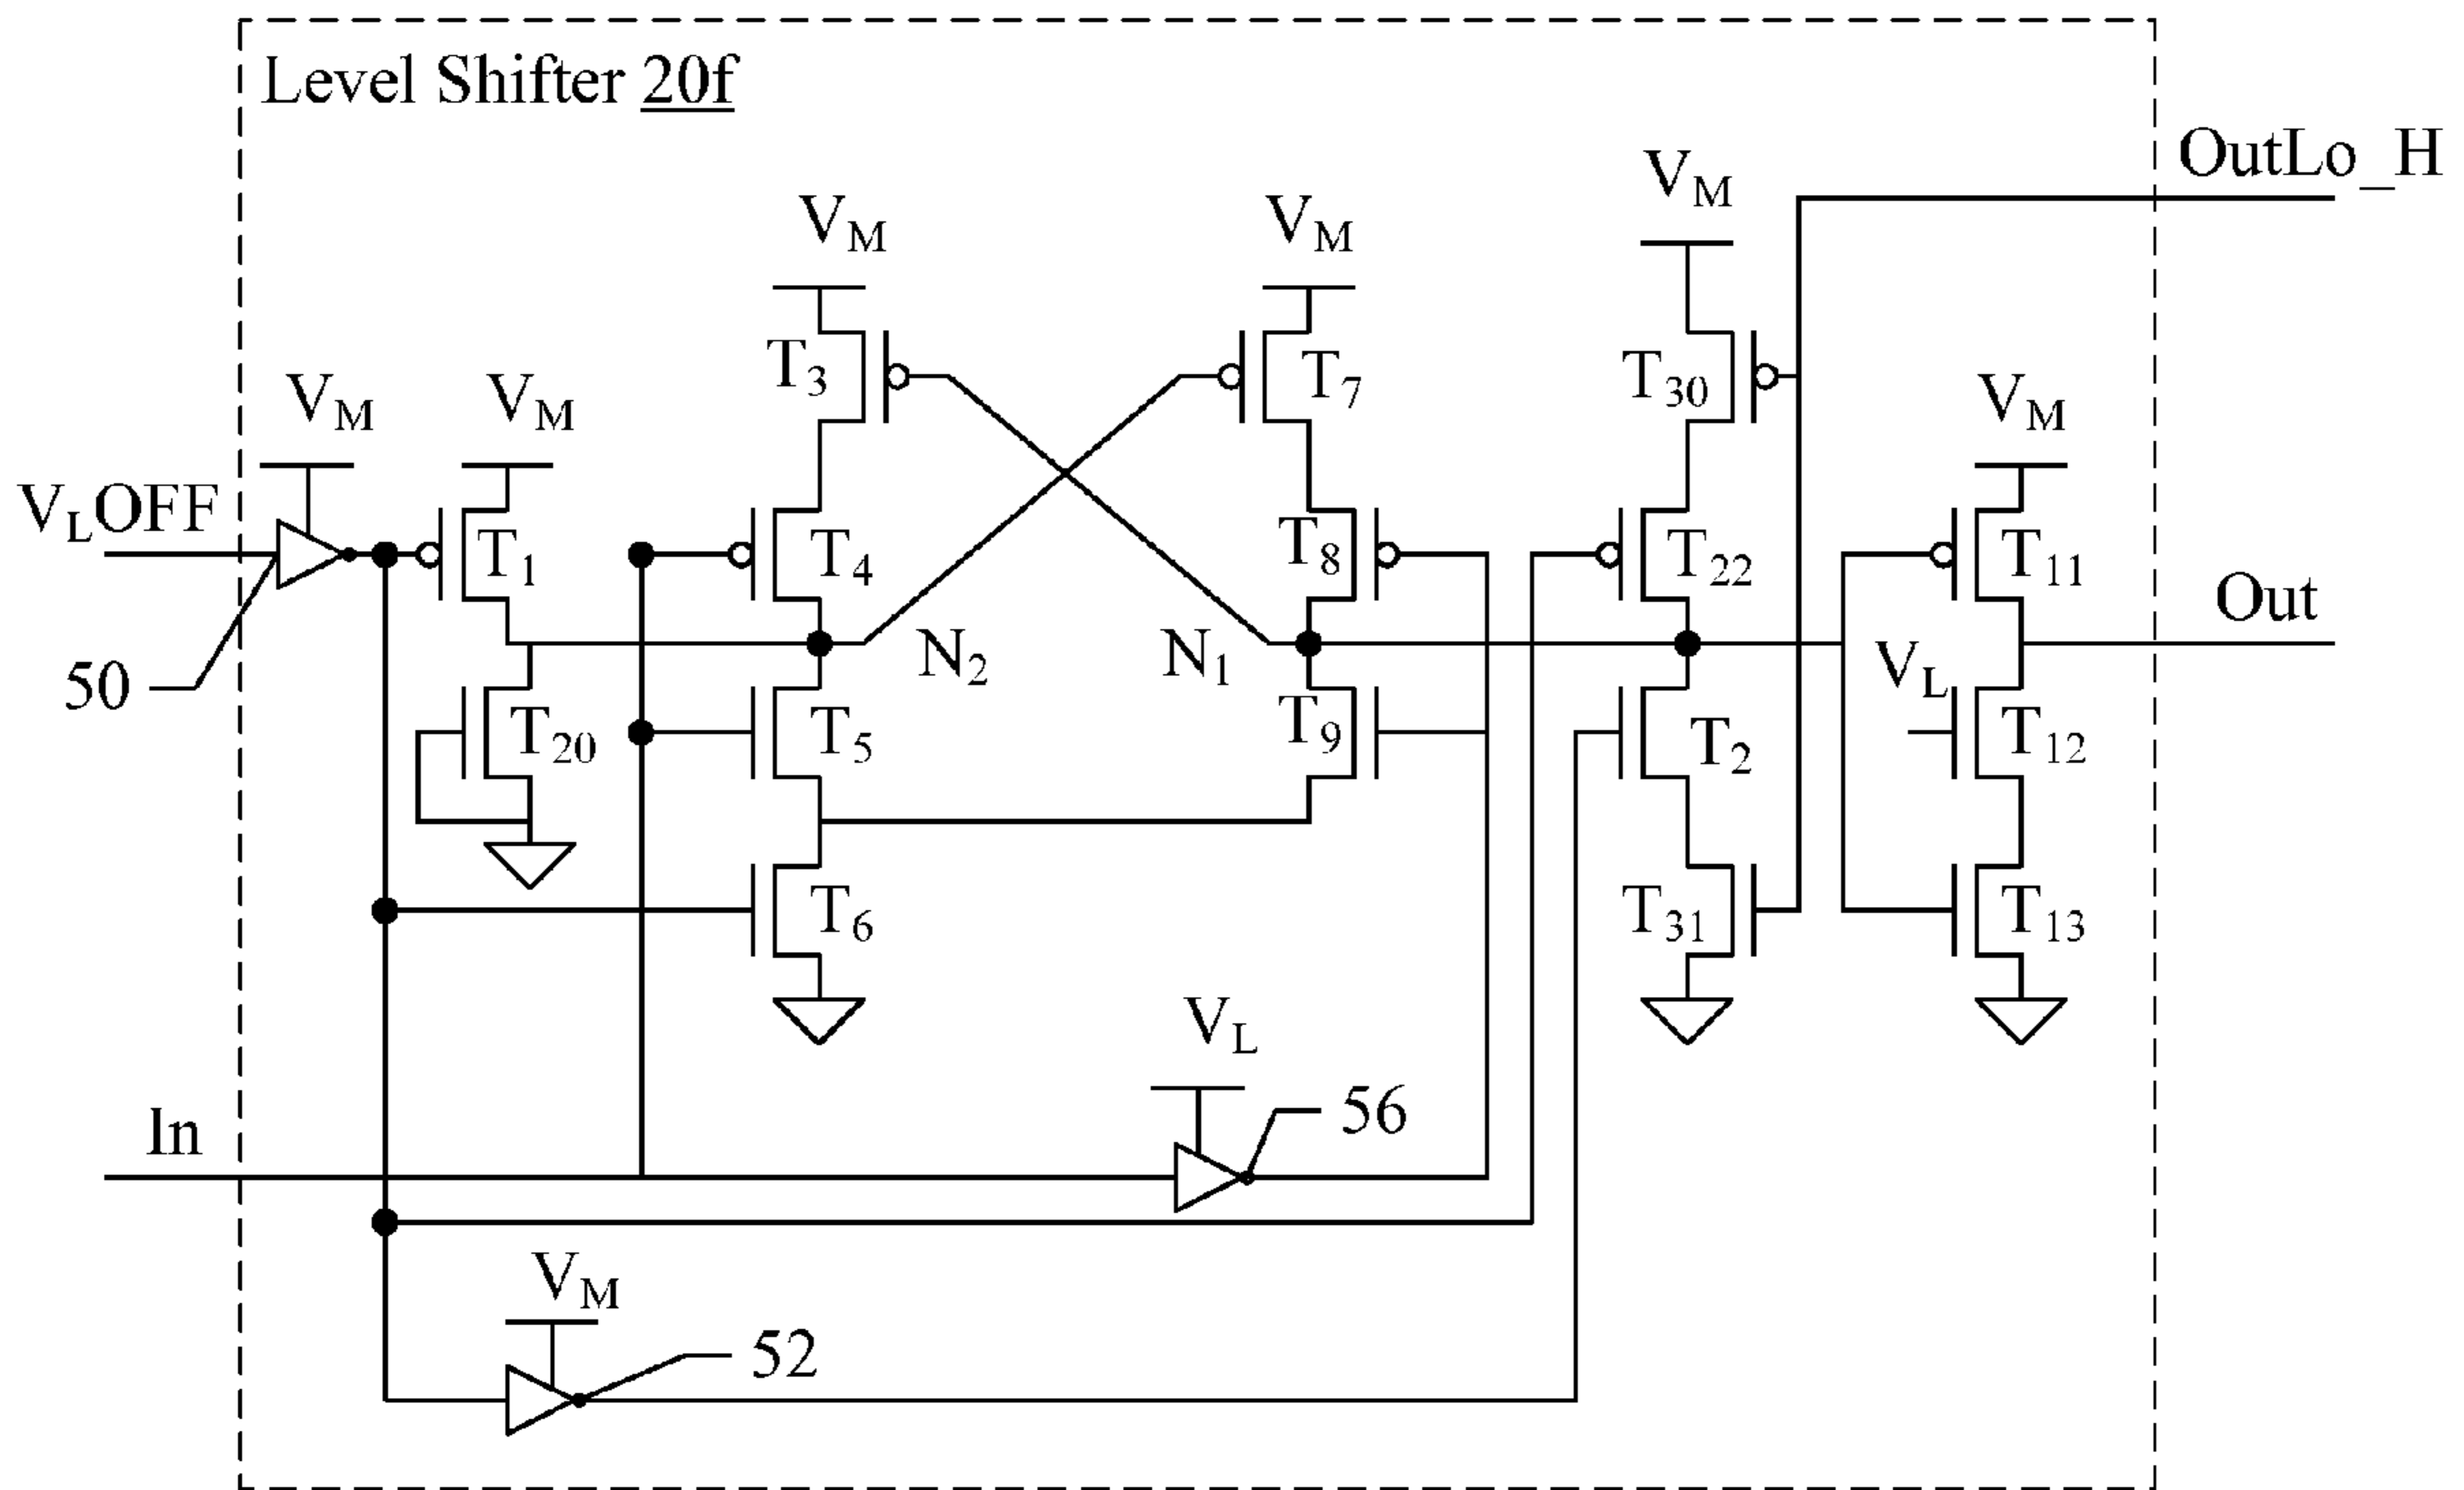 Level Shifter 20f
OutLo_H
V_M
V_M
V_M
T_3
T_7
T_30
V_M
V_M
V_M
V_LOFF
T_1
T_4
T_8
T_22
T_11
Out
50
N_2
N_1
V_L
T_20
T_5
T_9
T_2
T_12
T_6
T_31
T_13
V_L
In
56
V_M
52